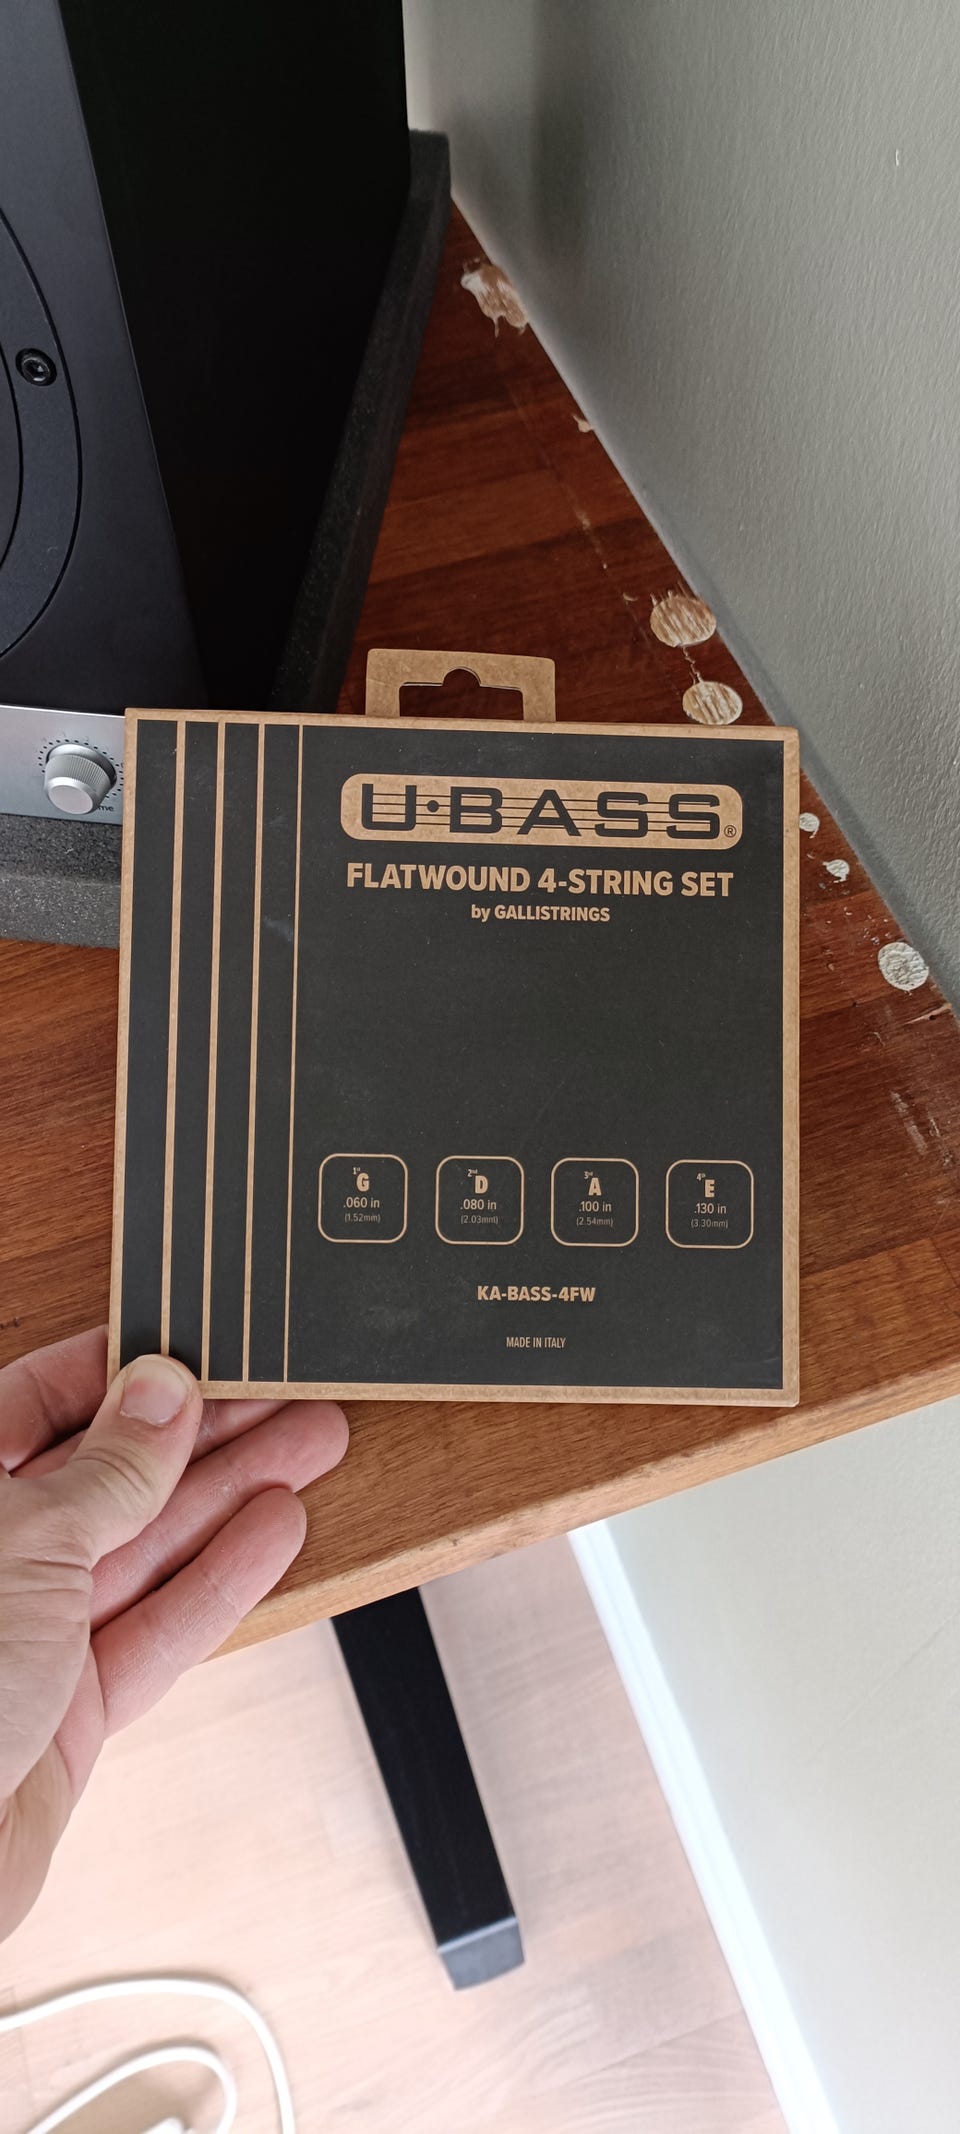 U•BASS®
FLATWOUND 4-STRING SET
by GALLISTRINGS
1st G
.060 in
(1.52mm)
2nd D
.080 in
(2.03mm)
3rd A
.100 in
(2.54mm)
4th E
.130 in
(3.30mm)
KA-BASS-4FW
MADE IN ITALY